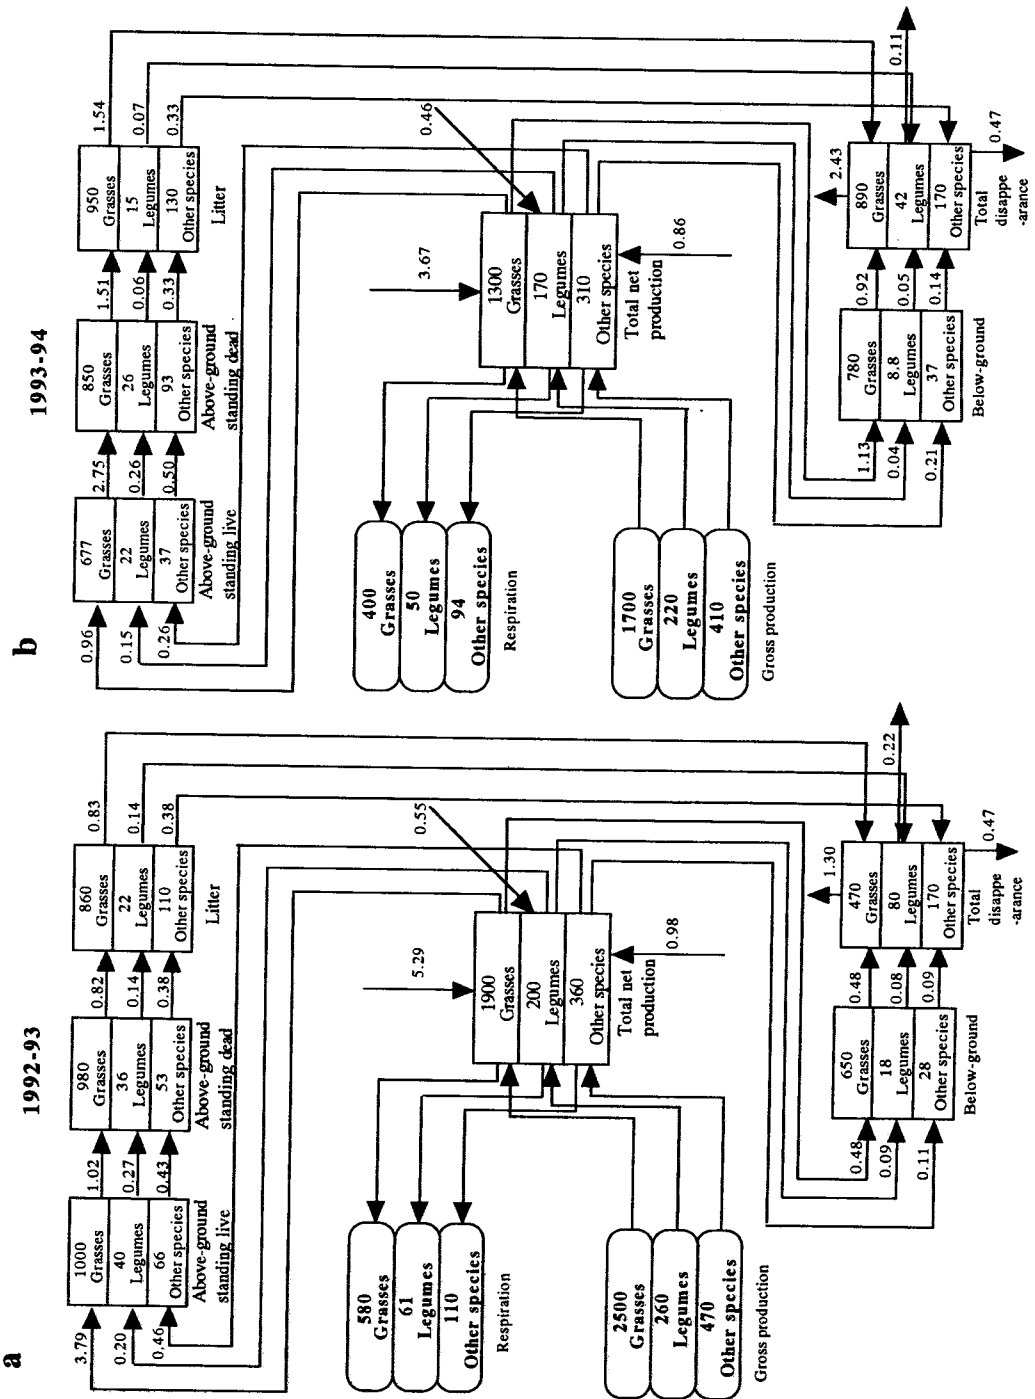 a
1992-93
3.79
0.20
0.46
1000
Grasses
40
Legumes
66
Other species
Above-ground
standing live
1.02
0.27
0.43
980
Grasses
36
Legumes
53
Other species
Above-ground
standing dead
0.82
0.14
0.38
860
Grasses
22
Legumes
110
Other species
Litter
0.83
0.14
0.38
580
Grasses
61
Legumes
110
Other species
Respiration
5.29
0.55
1900
Grasses
200
Legumes
360
Other species
Total net
production
0.98
2500
Grasses
260
Legumes
470
Other species
Gross production
0.48
0.09
0.11
650
Grasses
18
Legumes
28
Other species
Below-ground
0.48
0.08
0.09
1.30
470
Grasses
80
Legumes
170
Other species
Total
disappe
-arance
0.22
0.47
b
1993-94
0.96
0.15
0.26
677
Grasses
22
Legumes
37
Other species
Above-ground
standing live
2.75
0.26
0.50
850
Grasses
26
Legumes
93
Other species
Above-ground
standing dead
1.51
0.06
0.33
950
Grasses
15
Legumes
130
Other species
Litter
1.54
0.07
0.33
400
Grasses
50
Legumes
94
Other species
Respiration
3.67
0.46
1300
Grasses
170
Legumes
310
Other species
Total net
production
0.86
1700
Grasses
220
Legumes
410
Other species
Gross production
1.13
0.04
0.21
780
Grasses
8.8
Legumes
37
Other species
Below-ground
0.92
0.05
0.14
2.43
890
Grasses
42
Legumes
170
Other species
Total
disappe
-arance
0.11
0.47